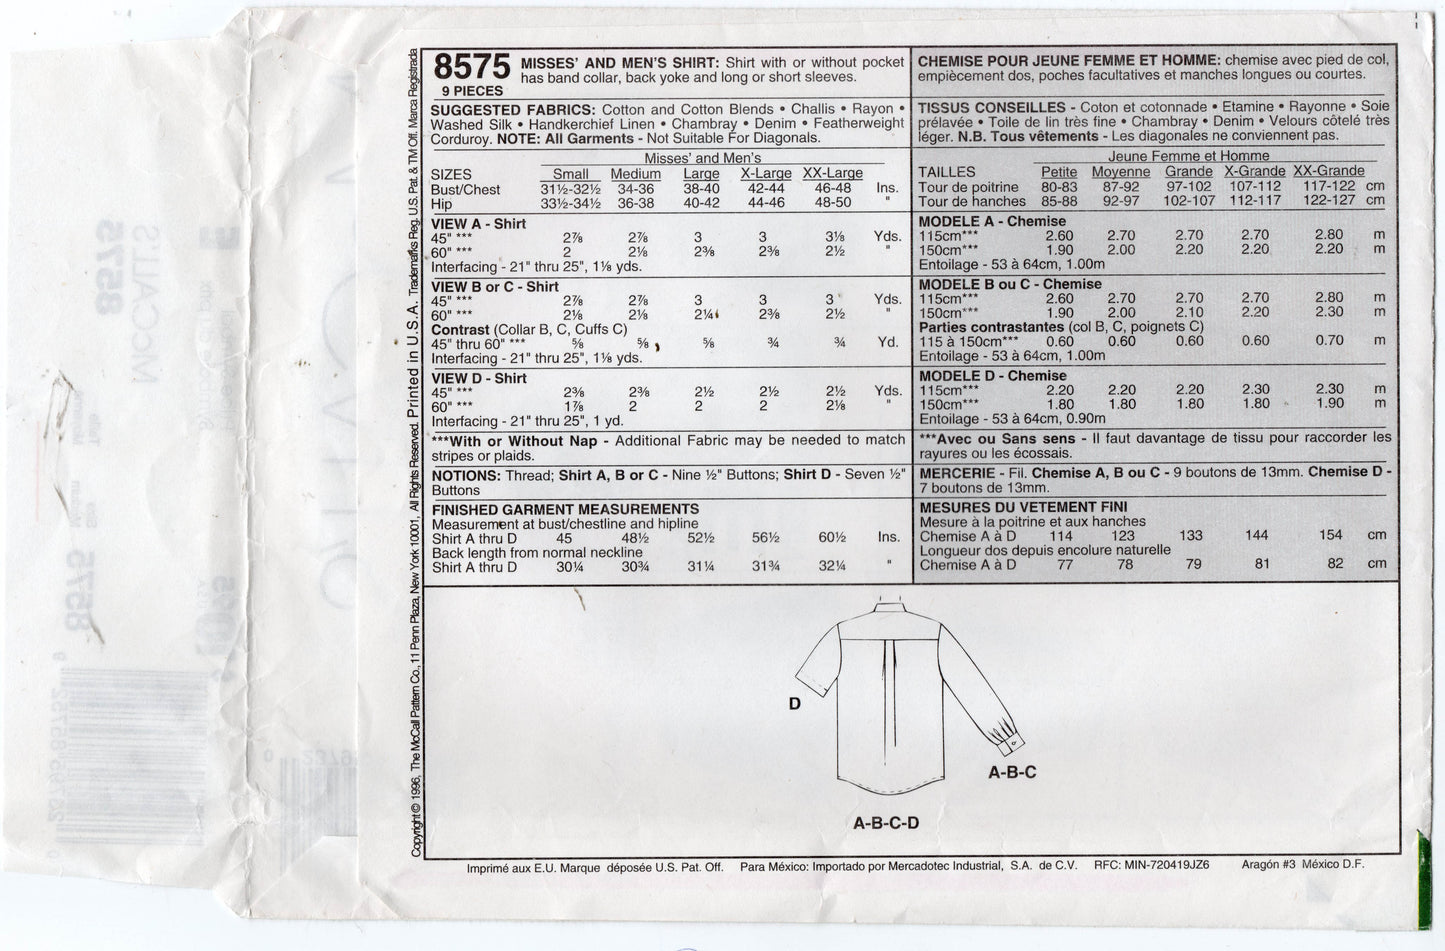 8575 MISSES' AND MEN'S SHIRT: Shirt with or without pocket
has band collar, back yoke and long or short sleeves.
9 PIECES
SUGGESTED FABRICS: Cotton and Cotton Blends • Challis • Rayon •
Washed Silk • Handkerchief Linen • Chambray • Denim • Featherweight
Corduroy. NOTE: All Garments - Not Suitable For Diagonals.
Misses' and Men's
SIZES Small Medium Large X-Large XX-Large
Bust/Chest 31½-32½ 34-36 38-40 42-44 46-48 Ins.
Hip 33½-34½ 36-38 40-42 44-46 48-50 "
VIEW A - Shirt
45" *** 2⅞ 2⅞ 3 3 3⅛ Yds.
60" *** 2 2⅛ 2⅜ 2⅜ 2½ "
Interfacing - 21" thru 25", 1⅛ yds.
VIEW B or C - Shirt
45" *** 2⅞ 2⅞ 3 3 3 Yds.
60" *** 2⅛ 2⅛ 2¼ 2⅜ 2½ "
Contrast (Collar B, C, Cuffs C)
45" thru 60" *** ⅝ ⅝ ⅝ ¾ ¾ Yd.
Interfacing - 21" thru 25", 1⅛ yds.
VIEW D - Shirt
45" *** 2⅜ 2⅜ 2½ 2½ 2½ Yds.
60" *** 1⅞ 2 2 2 2⅛ "
Interfacing - 21" thru 25", 1 yd.
***With or Without Nap - Additional Fabric may be needed to match
stripes or plaids.
NOTIONS: Thread; Shirt A, B or C - Nine ½" Buttons; Shirt D - Seven ½"
Buttons
FINISHED GARMENT MEASUREMENTS
Measurement at bust/chestline and hipline
Shirt A thru D 45 48½ 52½ 56½ 60½ Ins.
Back length from normal neckline
Shirt A thru D 30¼ 30¾ 31¼ 31¾ 32¼ "
CHEMISE POUR JEUNE FEMME ET HOMME: chemise avec pied de col,
empiècement dos, poches facultatives et manches longues ou courtes.
TISSUS CONSEILLES - Coton et cotonnade • Etamine • Rayonne • Soie
prélavée • Toile de lin très fine • Chambray • Denim • Velours côtelé très
léger. N.B. Tous vêtements - Les diagonales ne conviennent pas.
Jeune Femme et Homme
TAILLES Petite Moyenne Grande X-Grande XX-Grande
Tour de poitrine 80-83 87-92 97-102 107-112 117-122 cm
Tour de hanches 85-88 92-97 102-107 112-117 122-127 cm
MODELE A - Chemise
115cm*** 2.60 2.70 2.70 2.70 2.80 m
150cm*** 1.90 2.00 2.20 2.20 2.20 m
Entoilage - 53 à 64cm, 1.00m
MODELE B ou C - Chemise
115cm*** 2.60 2.70 2.70 2.70 2.80 m
150cm*** 1.90 2.00 2.10 2.20 2.30 m
Parties contrastantes (col B, C, poignets C)
115 à 150cm*** 0.60 0.60 0.60 0.60 0.70 m
Entoilage - 53 à 64cm, 1.00m
MODELE D - Chemise
115cm*** 2.20 2.20 2.20 2.30 2.30 m
150cm*** 1.80 1.80 1.80 1.80 1.90 m
Entoilage - 53 à 64cm, 0.90m
***Avec ou Sans sens - Il faut davantage de tissu pour raccorder les
rayures ou les écossais.
MERCERIE - Fil. Chemise A, B ou C - 9 boutons de 13mm. Chemise D -
7 boutons de 13mm.
MESURES DU VETEMENT FINI
Mesure à la poitrine et aux hanches
Chemise A à D 114 123 133 144 154 cm
Longueur dos depuis encolure naturelle
Chemise A à D 77 78 79 81 82 cm
D
A-B-C
A-B-C-D
Imprimé aux E.U. Marque déposée U.S. Pat. Off. Para México: Importado por Mercadotec Industrial, S.A. de C.V. RFC: MIN-720419JZ6 Aragón #3 México D.F.
Copyright © 1996, The McCall Pattern Co., 11 Penn Plaza, New York 10001, All Rights Reserved. Printed in U.S.A. Trademarks Reg. U.S. Pat. & TM Off. Marca Registrada
McCALL'S
8575
8575